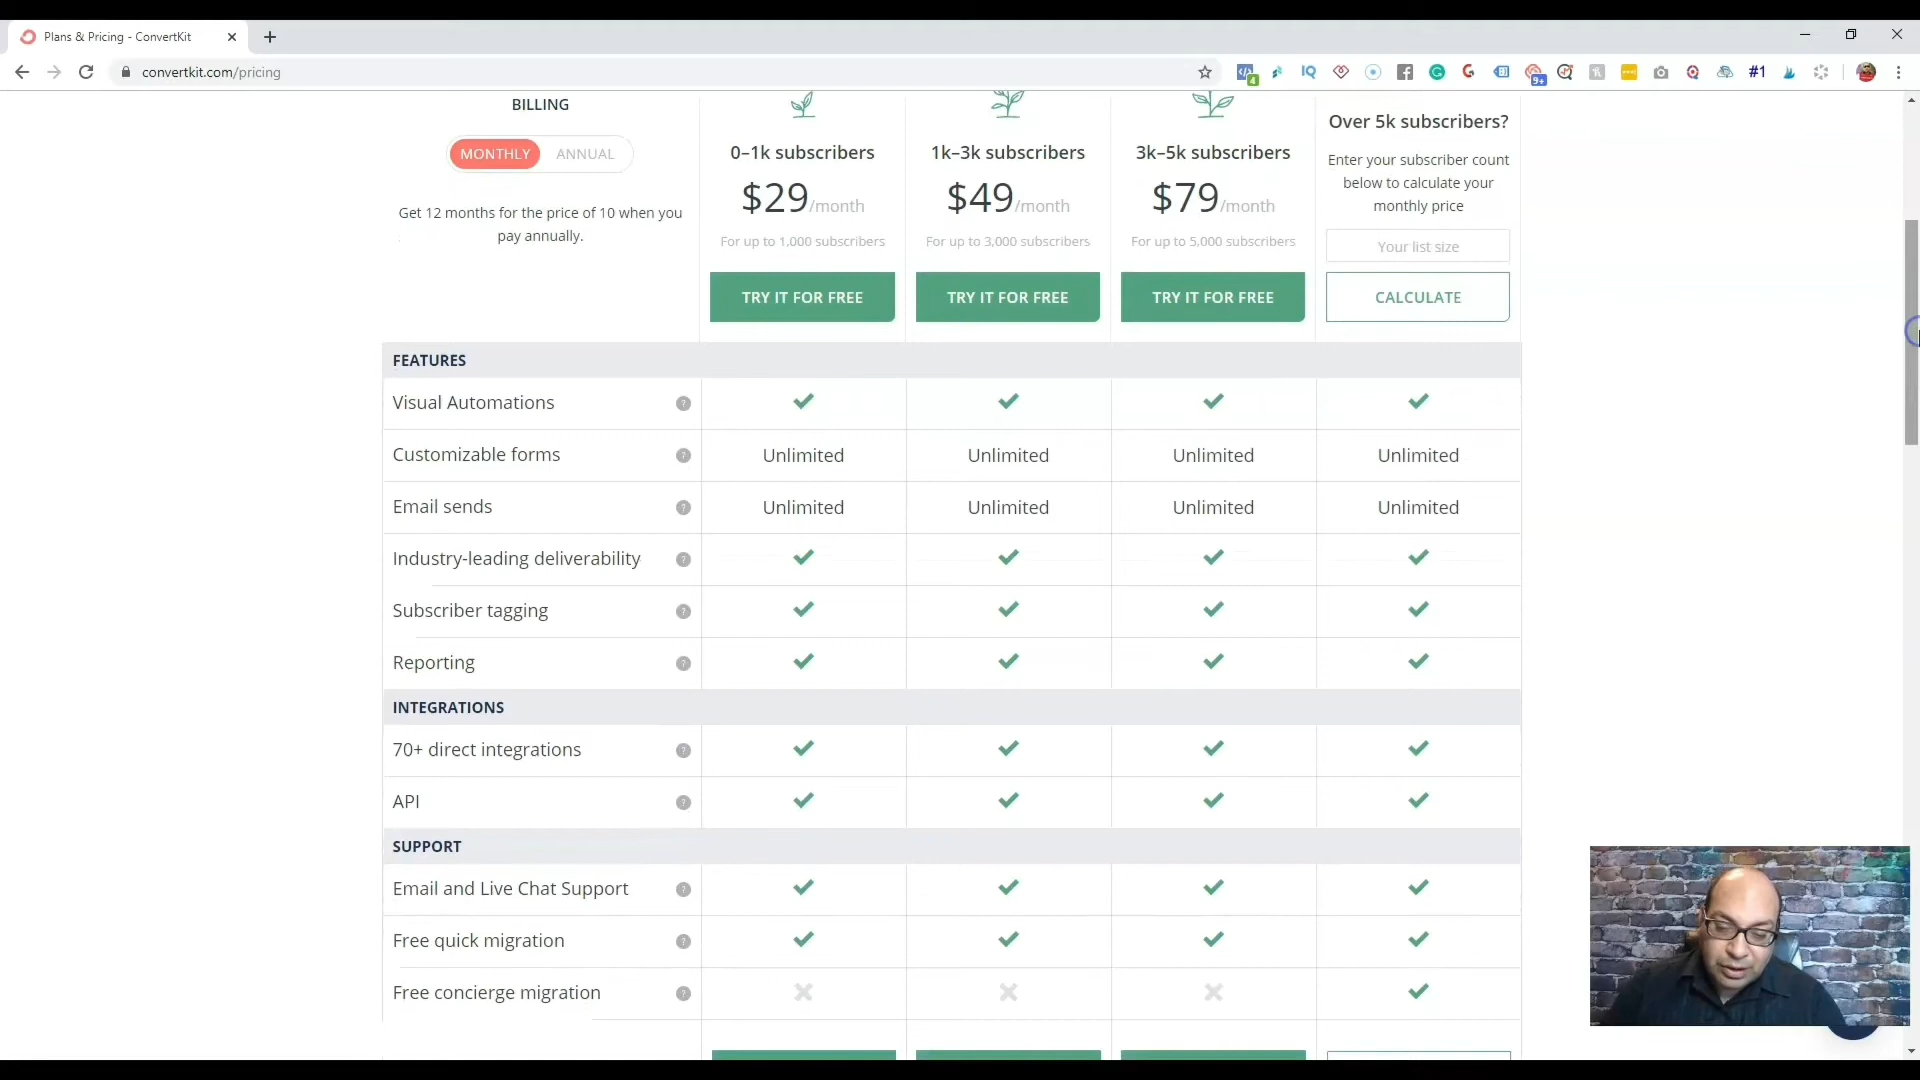 Plans & Pricing - ConvertKit
convertkit.com/pricing
4
IQ
9+
#1
BILLING
MONTHLY ANNUAL
Get 12 months for the price of 10 when you
pay annually.
0–1k subscribers
$29/month
For up to 1,000 subscribers
TRY IT FOR FREE
1k–3k subscribers
$49/month
For up to 3,000 subscribers
TRY IT FOR FREE
3k–5k subscribers
$79/month
For up to 5,000 subscribers
TRY IT FOR FREE
Over 5k subscribers?
Enter your subscriber count
below to calculate your
monthly price
Your list size
CALCULATE
FEATURES
Visual Automations ?
Customizable forms ? Unlimited Unlimited Unlimited Unlimited
Email sends ? Unlimited Unlimited Unlimited Unlimited
Industry-leading deliverability ?
Subscriber tagging ?
Reporting ?
INTEGRATIONS
70+ direct integrations ?
API ?
SUPPORT
Email and Live Chat Support ?
Free quick migration ?
Free concierge migration ?